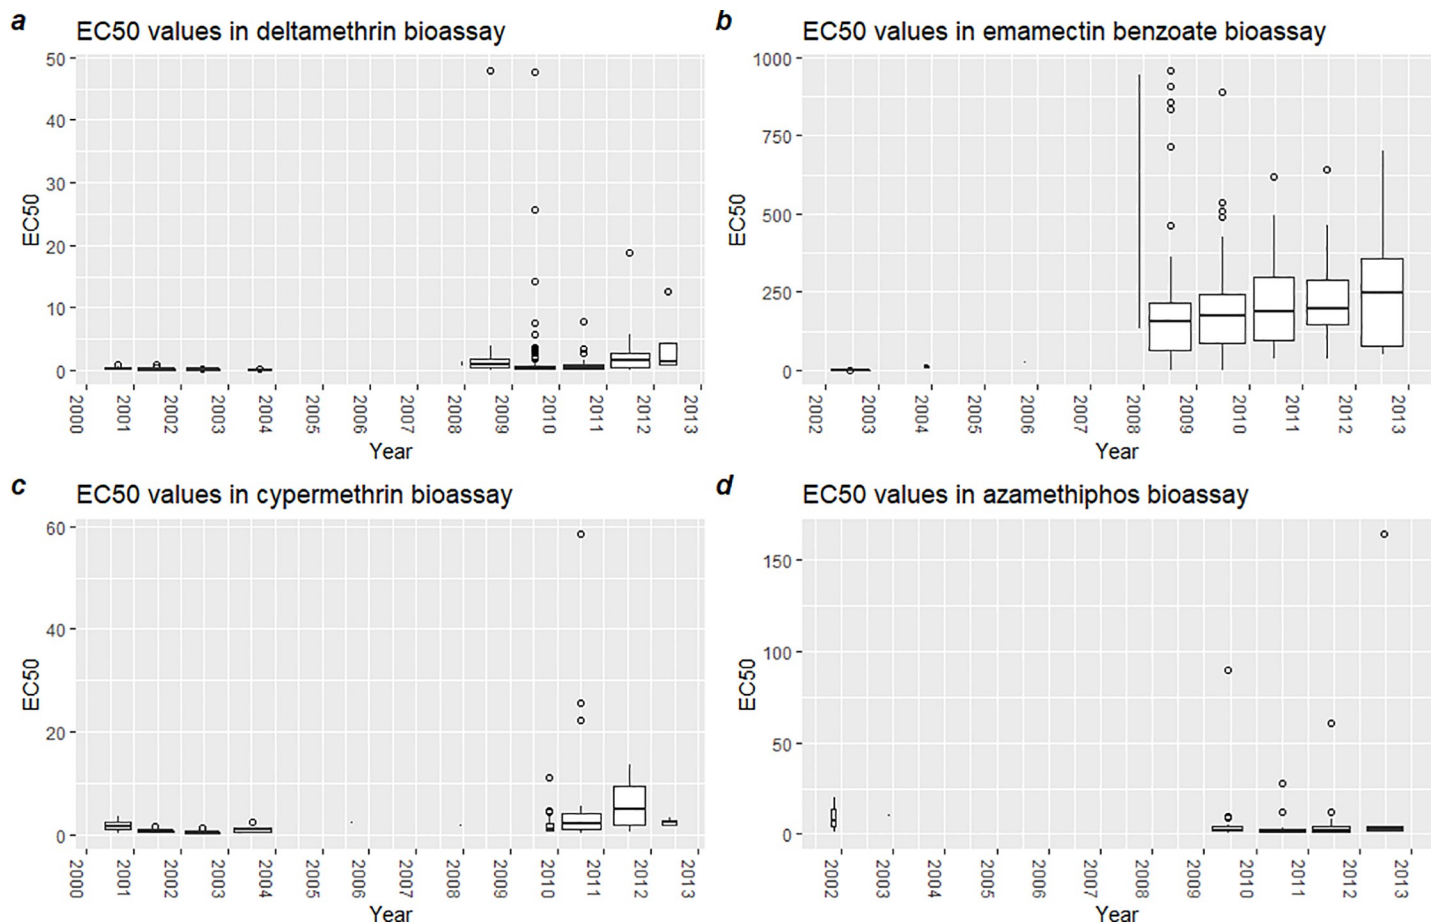 a EC50 values in deltamethrin bioassay
50
40
30
20
10
0
EC50
2000 2001 2002 2003 2004 2005 2006 2007 2008 2009 2010 2011 2012 2013
Year
b EC50 values in emamectin benzoate bioassay
1000
750
500
250
0
EC50
2002 2003 2004 2005 2006 2007 2008 2009 2010 2011 2012 2013
Year
c EC50 values in cypermethrin bioassay
60
40
20
0
EC50
2000 2001 2002 2003 2004 2005 2006 2007 2008 2009 2010 2011 2012 2013
Year
d EC50 values in azamethiphos bioassay
150
100
50
0
EC50
2002 2003 2004 2005 2006 2007 2008 2009 2010 2011 2012 2013
Year